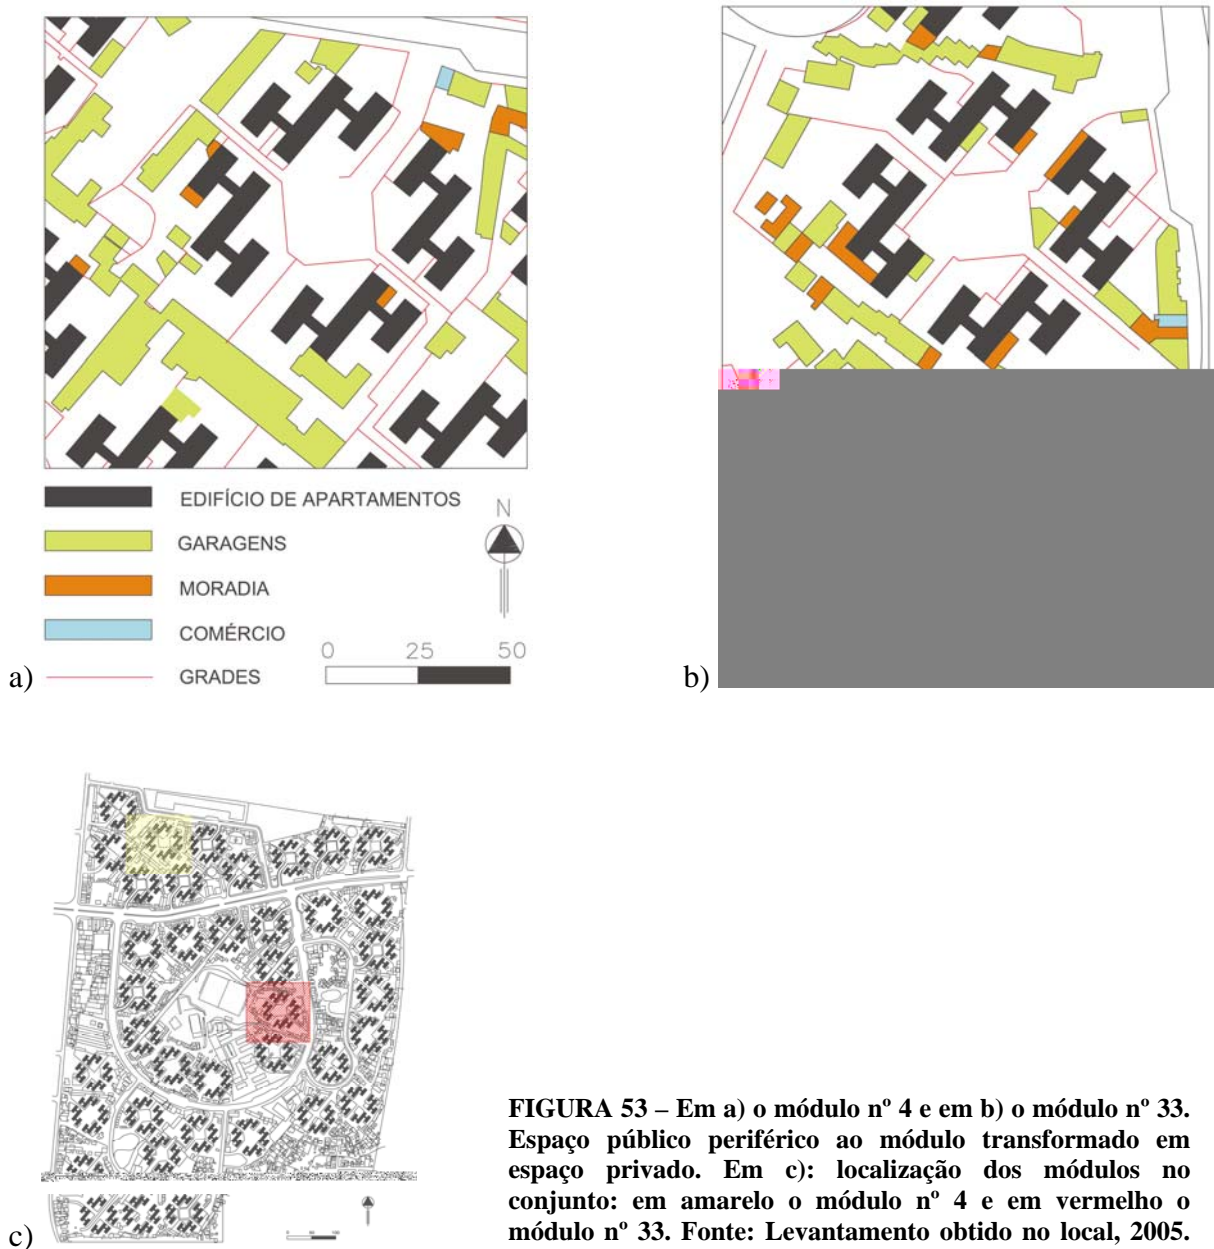 EDIFÍCIO DE APARTAMENTOS
GARAGENS
MORADIA
COMÉRCIO
GRADES
N
0 25 50
a)
b)
c)
FIGURA 53 – Em a) o módulo nº 4 e em b) o módulo nº 33.
Espaço público periférico ao módulo transformado em
espaço privado. Em c): localização dos módulos no
conjunto: em amarelo o módulo nº 4 e em vermelho o
módulo nº 33. Fonte: Levantamento obtido no local, 2005.